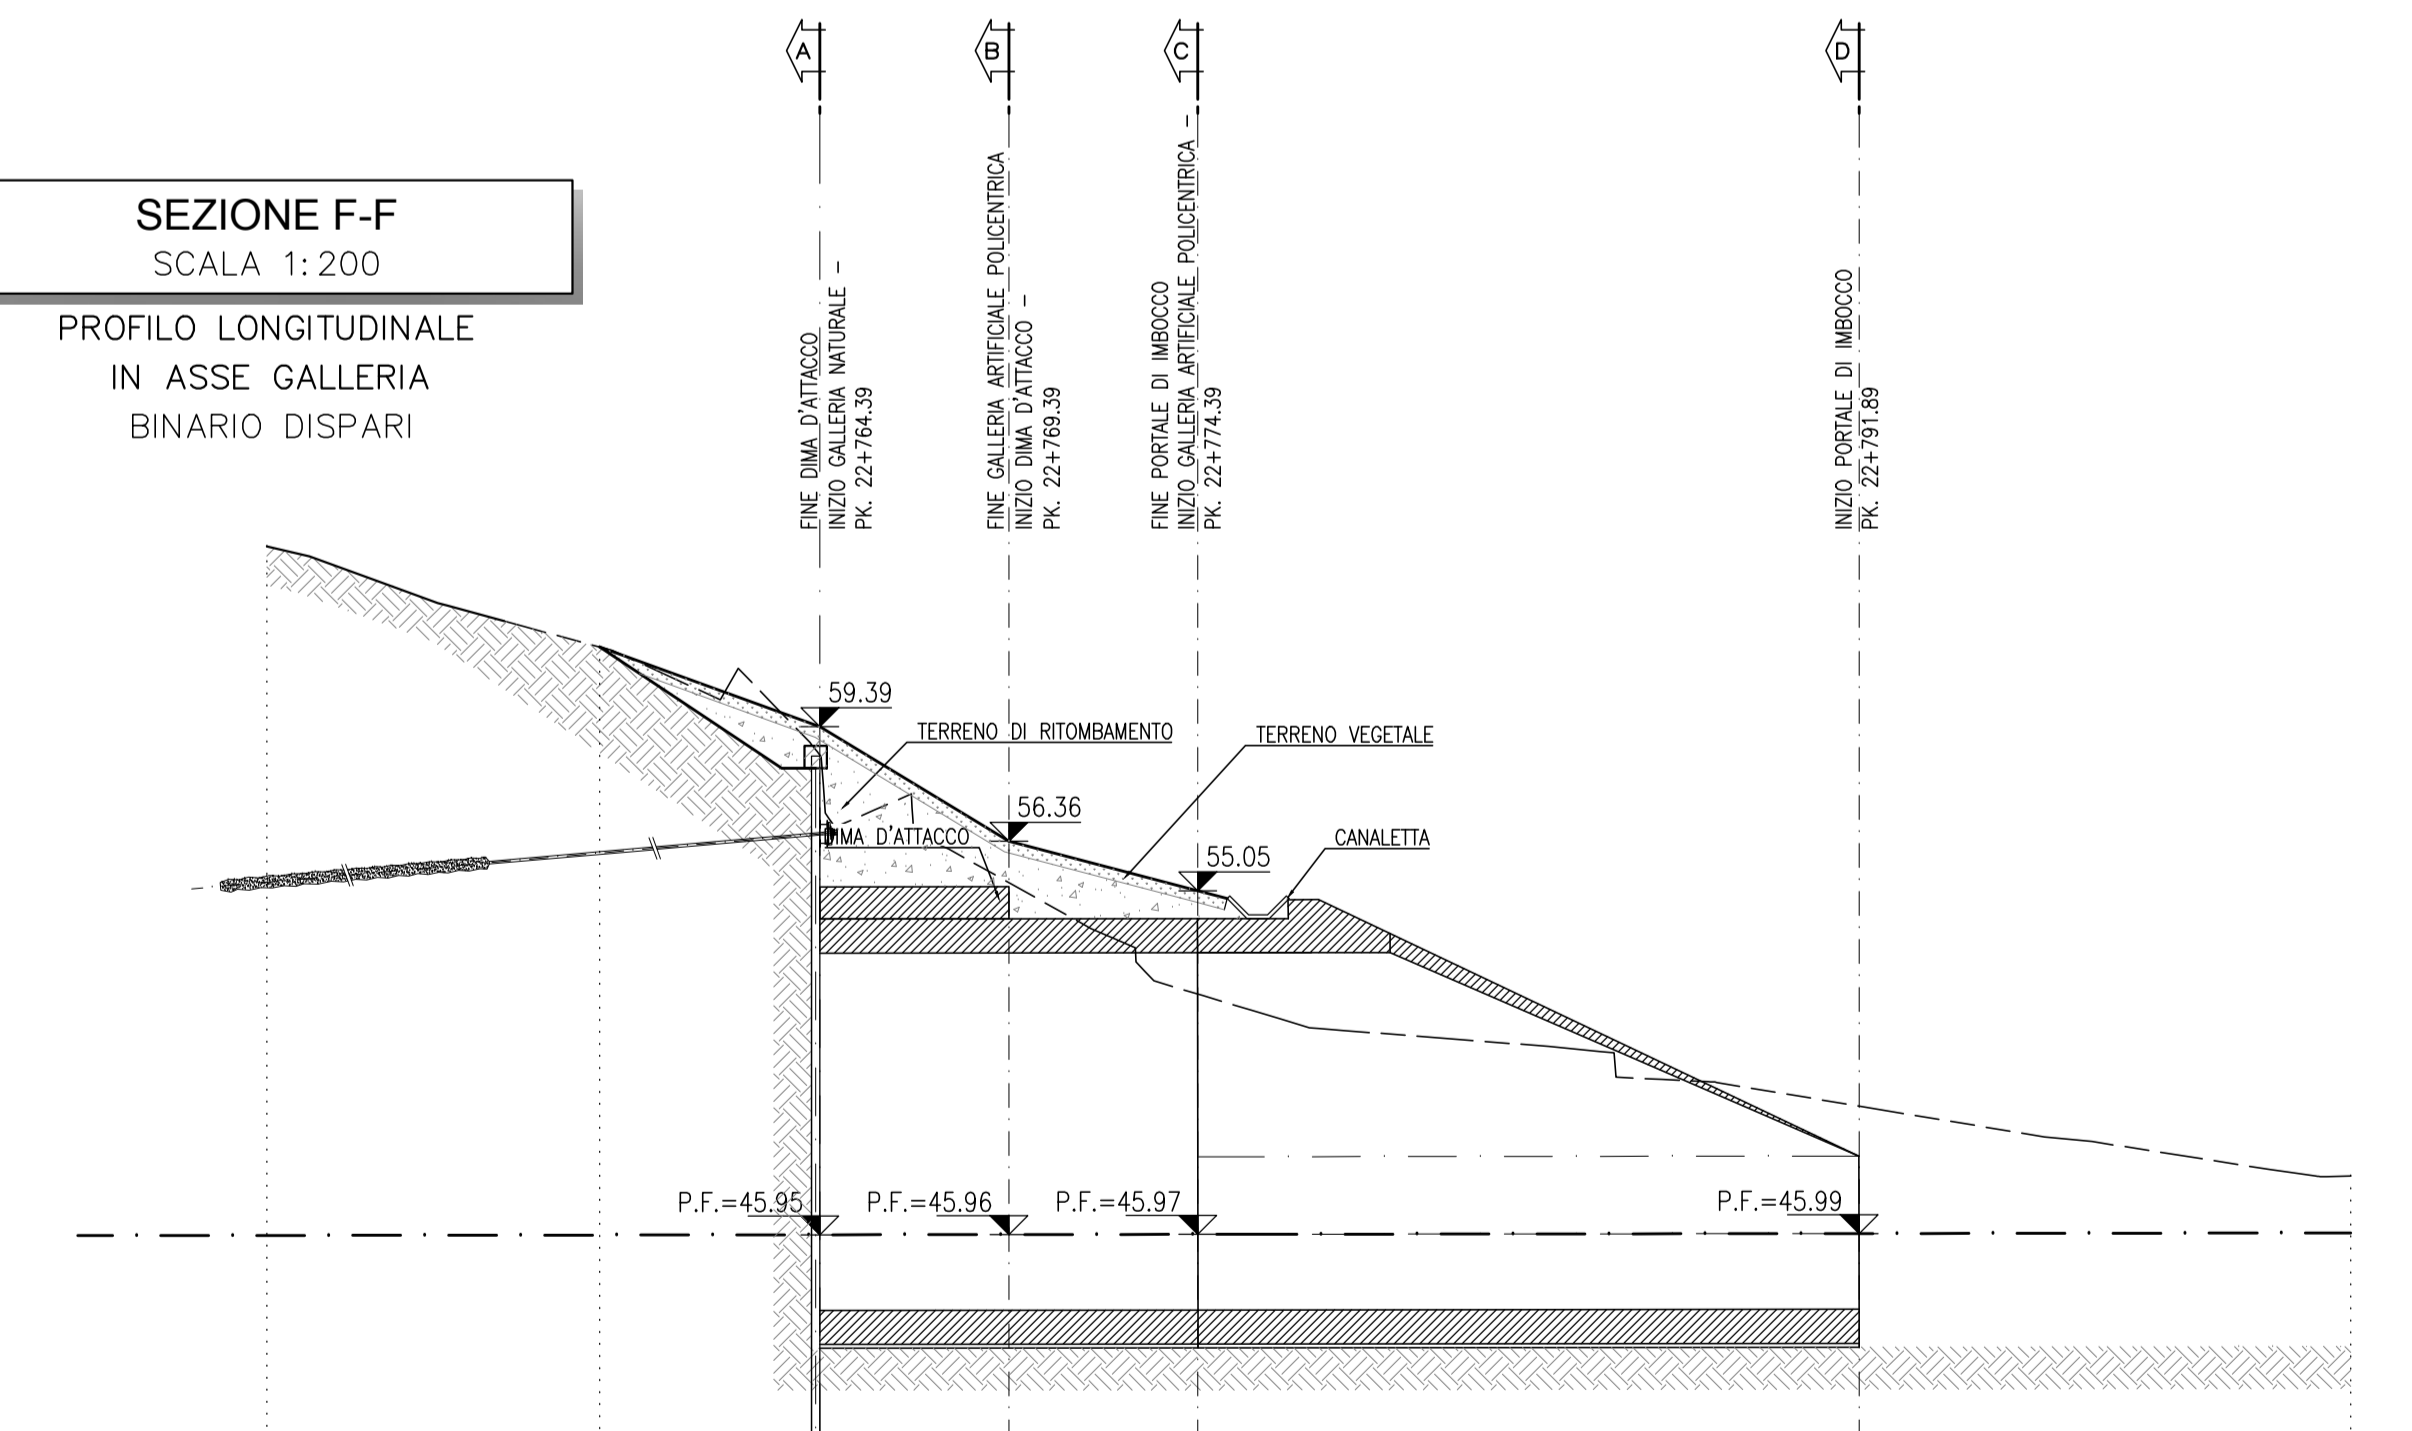 A
B
C
D
SEZIONE F-F
SCALA 1:200
PROFILO LONGITUDINALE
IN ASSE GALLERIA
BINARIO DISPARI
FINE DIMA D'ATTACCO
INIZIO GALLERIA NATURALE -
PK. 22+764.39
FINE GALLERIA ARTIFICIALE POLICENTRICA
INIZIO DIMA D'ATTACCO -
PK. 22+769.39
FINE PORTALE DI IMBOCCO
INIZIO GALLERIA ARTIFICIALE POLICENTRICA -
PK. 22+774.39
INIZIO PORTALE DI IMBOCCO
PK. 22+791.89
59.39
TERRENO DI RITOMBAMENTO
TERRENO VEGETALE
56.36
DIMA D'ATTACCO
CANALETTA
55.05
P.F.=45.95
P.F.=45.96
P.F.=45.97
P.F.=45.99